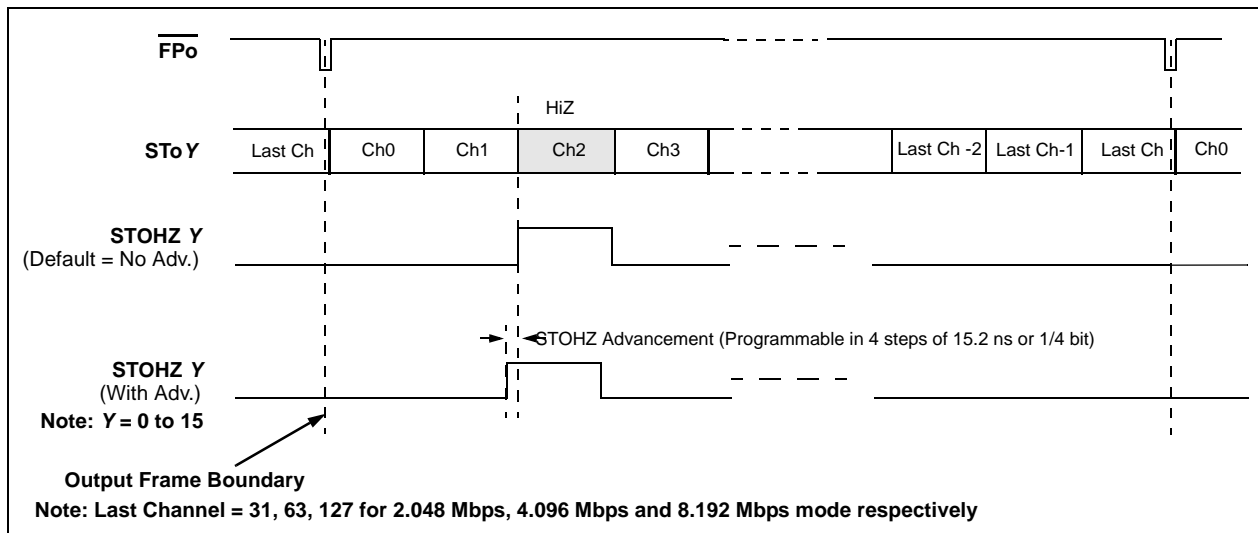 FPo
HiZ
SToY Last Ch Ch0 Ch1 Ch2 Ch3 Last Ch -2 Last Ch-1 Last Ch Ch0
STOHZ Y
(Default = No Adv.)
STOHZ Advancement (Programmable in 4 steps of 15.2 ns or 1/4 bit)
STOHZ Y
(With Adv.)
Note: Y = 0 to 15
Output Frame Boundary
Note: Last Channel = 31, 63, 127 for 2.048 Mbps, 4.096 Mbps and 8.192 Mbps mode respectively